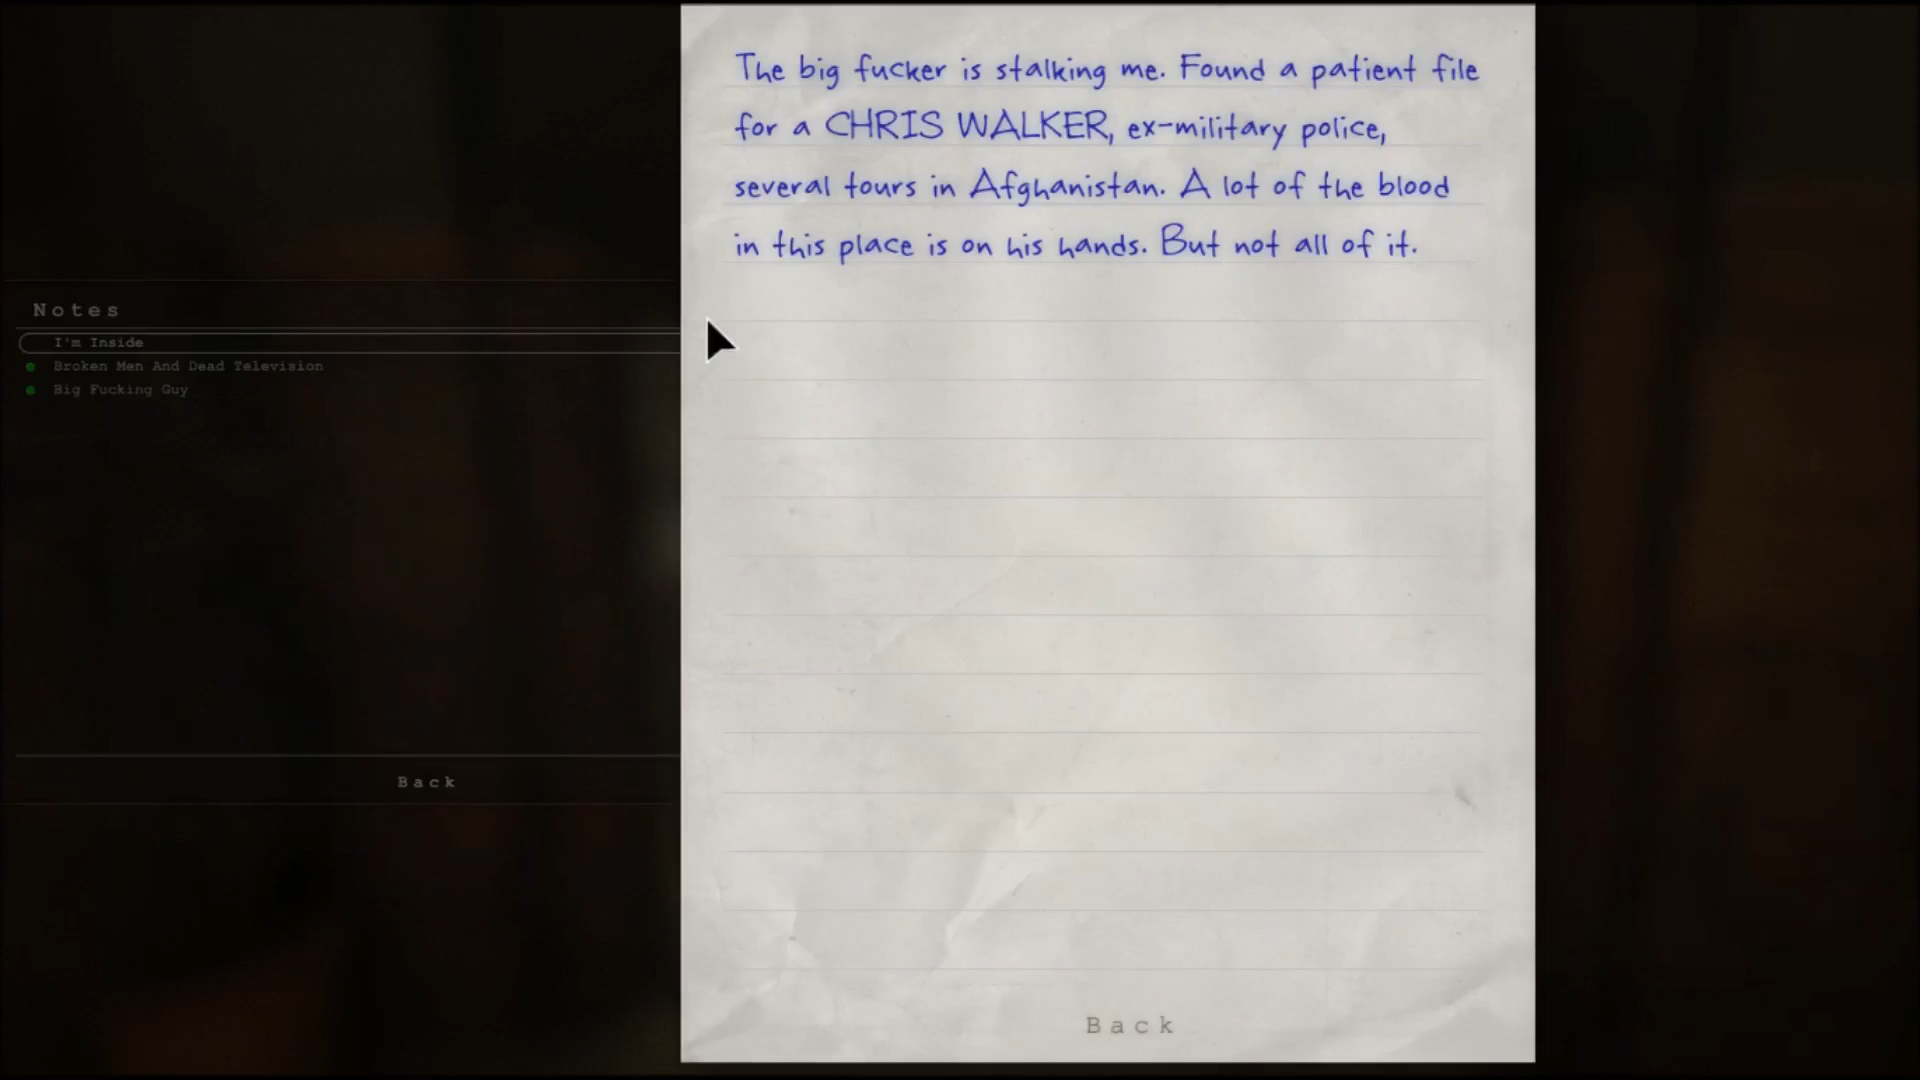 The big fucker is stalking me. Found a patient file
for a CHRIS WALKER, ex-military police,
several tours in Afghanistan. A lot of the blood
in this place is on his hands. But not all of it.
Notes
I'm Inside
Broken Men And Dead Television
Big Fucking Guy
Back
Back